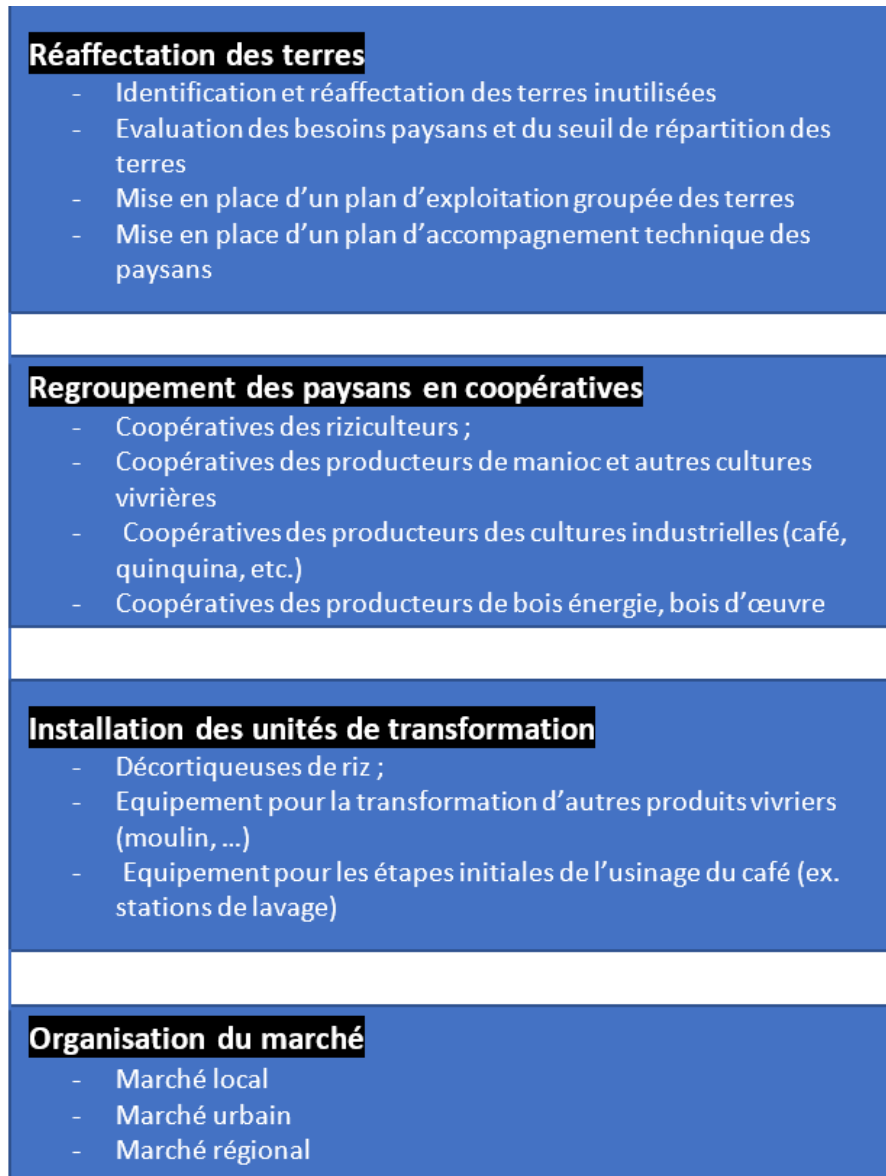 Réaffectation des terres
- Identification et réaffectation des terres inutilisées
- Evaluation des besoins paysans et du seuil de répartition des
terres
- Mise en place d'un plan d'exploitation groupée des terres
- Mise en place d'un plan d'accompagnement technique des
paysans
Regroupement des paysans en coopératives
- Coopératives des riziculteurs ;
- Coopératives des producteurs de manioc et autres cultures
vivrières
- Coopératives des producteurs des cultures industrielles (café,
quinquina, etc.)
- Coopératives des producteurs de bois énergie, bois d'œuvre
Installation des unités de transformation
- Décortiqueuses de riz ;
- Equipement pour la transformation d'autres produits vivriers
(moulin, …)
- Equipement pour les étapes initiales de l'usinage du café (ex.
stations de lavage)
Organisation du marché
- Marché local
- Marché urbain
- Marché régional